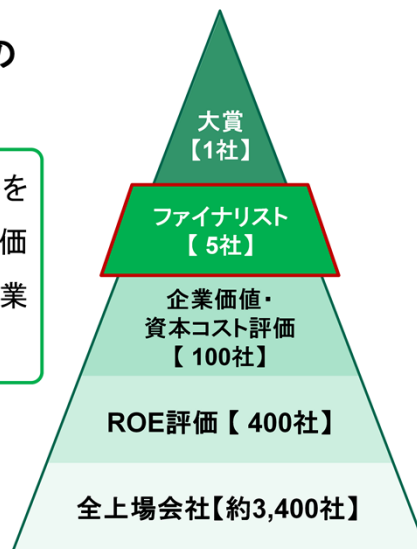 の
を
価
業
大賞
【1社】
ファイナリスト
【 5社】
企業価値・
資本コスト評価
【 100社】
ROE評価【 400社】
全上場会社【約3,400社】